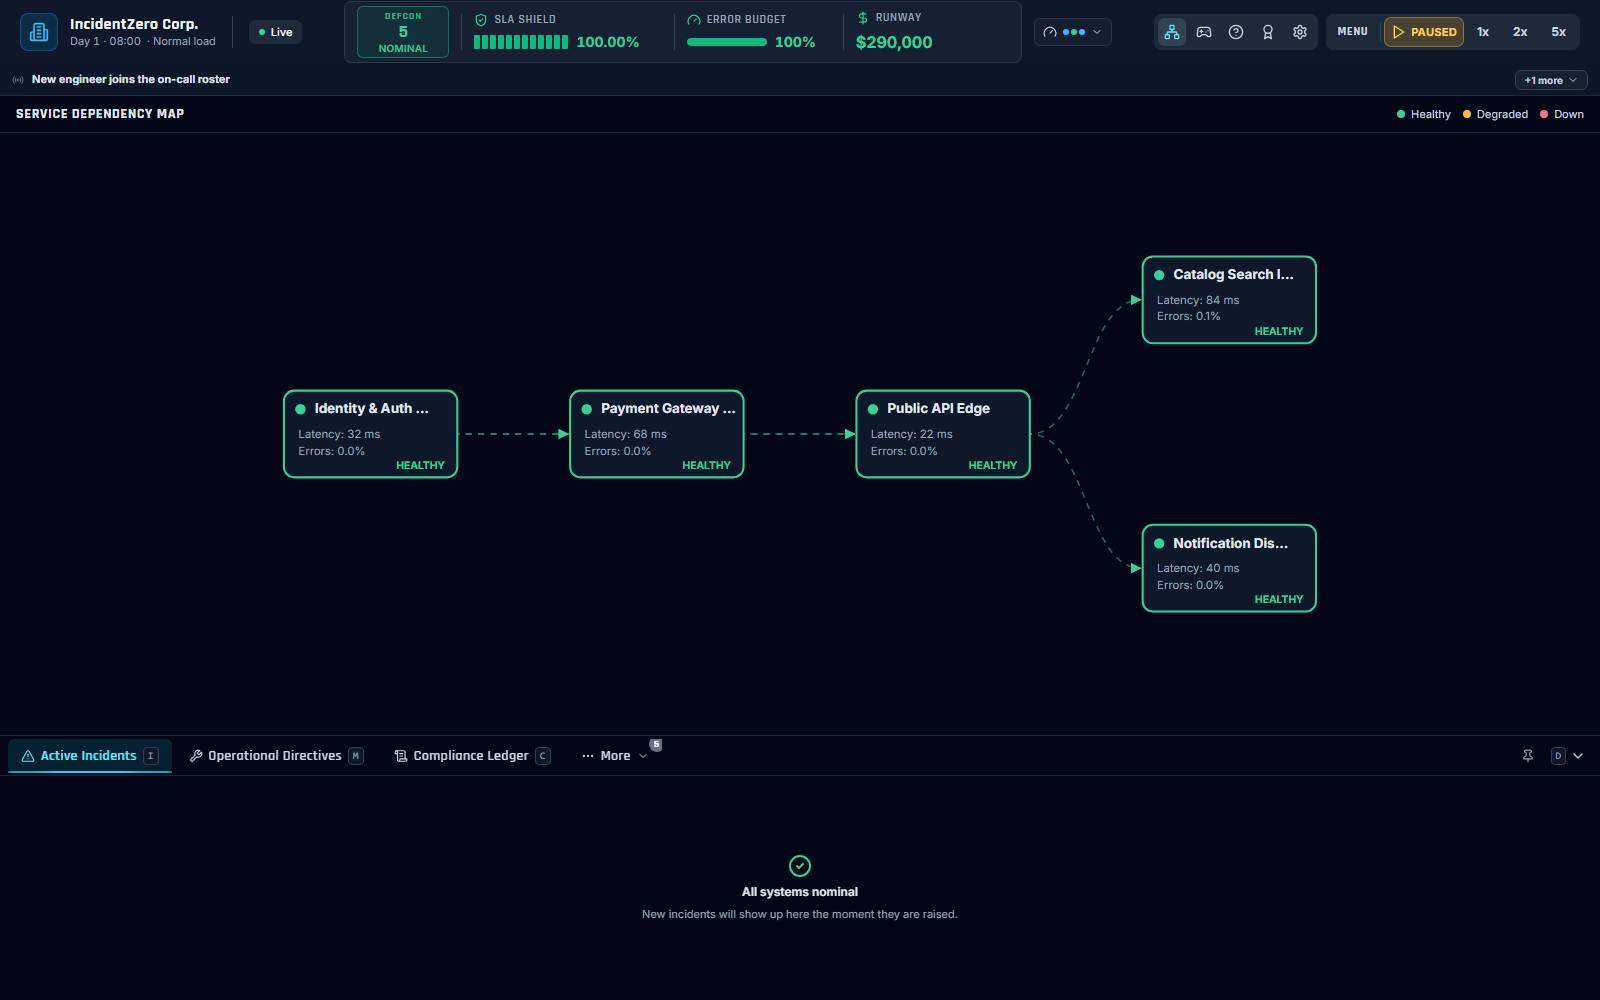 IncidentZero Corp.
Day 1 · 08:00 · Normal load
Live
DEFCON
5
NOMINAL
SLA SHIELD
100.00%
ERROR BUDGET
100%
RUNWAY
$290,000
MENU
PAUSED
1x
2x
5x
New engineer joins the on-call roster
+1 more
SERVICE DEPENDENCY MAP
Healthy
Degraded
Down
Catalog Search I...
Latency: 84 ms
Errors: 0.1%
HEALTHY
Identity & Auth ...
Latency: 32 ms
Errors: 0.0%
HEALTHY
Payment Gateway ...
Latency: 68 ms
Errors: 0.0%
HEALTHY
Public API Edge
Latency: 22 ms
Errors: 0.0%
HEALTHY
Notification Dis...
Latency: 40 ms
Errors: 0.0%
HEALTHY
Active Incidents I
Operational Directives M
Compliance Ledger C
More
5
D
All systems nominal
New incidents will show up here the moment they are raised.